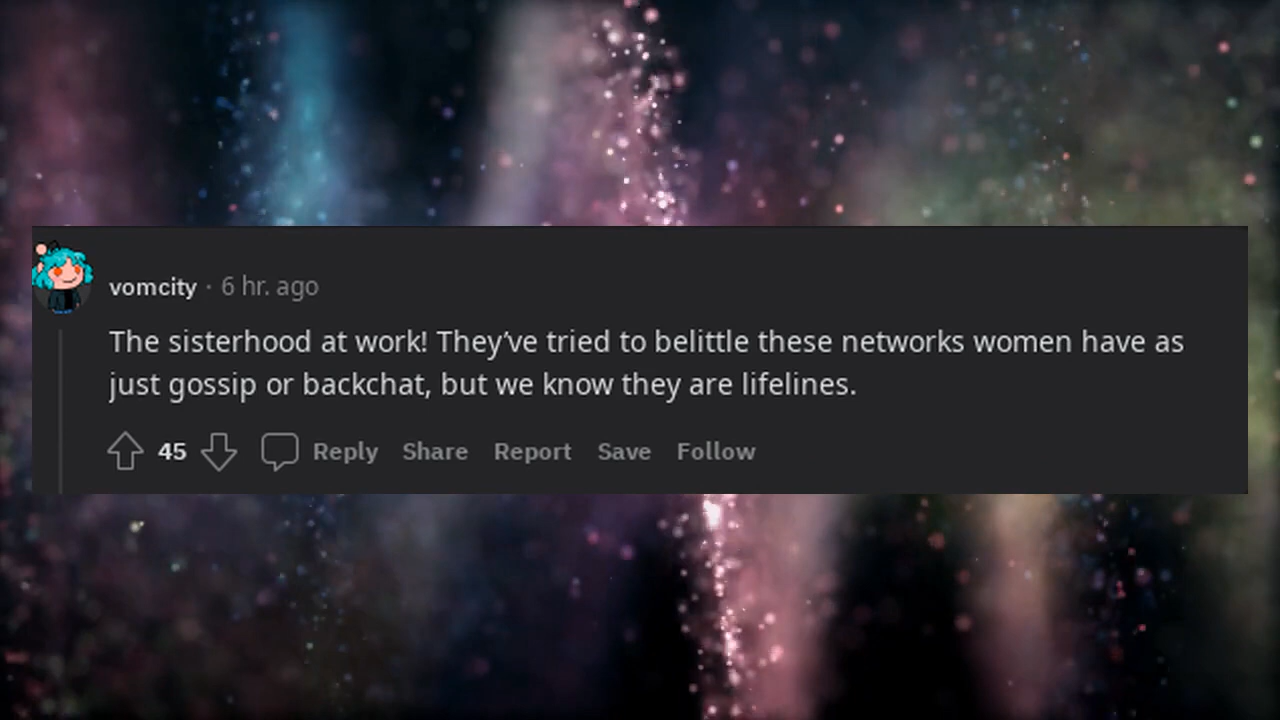 vomcity · 6 hr. ago
The sisterhood at work! They’ve tried to belittle these networks women have as
just gossip or backchat, but we know they are lifelines.
45 Reply Share Report Save Follow